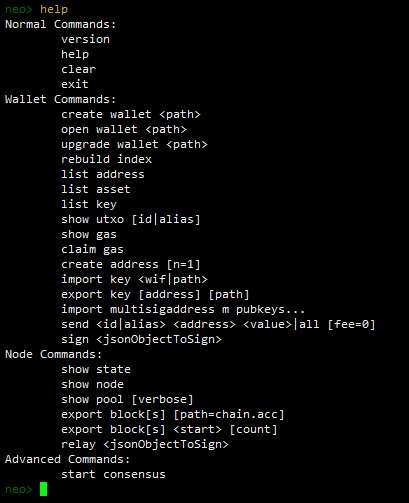 neo> help
Normal Commands:
version
help
clear
exit
Wallet Commands:
create wallet <path>
open wallet <path>
upgrade wallet <path>
rebuild index
list address
list asset
list key
show utxo [id|alias]
show gas
claim gas
create address [n=1]
import key <wif|path>
export key [address] [path]
import multisigaddress m pubkeys...
send <id|alias> <address> <value>|all [fee=0]
sign <jsonObjectToSign>
Node Commands:
show state
show node
show pool [verbose]
export block[s] [path=chain.acc]
export block[s] <start> [count]
relay <jsonObjectToSign>
Advanced Commands:
start consensus
neo>